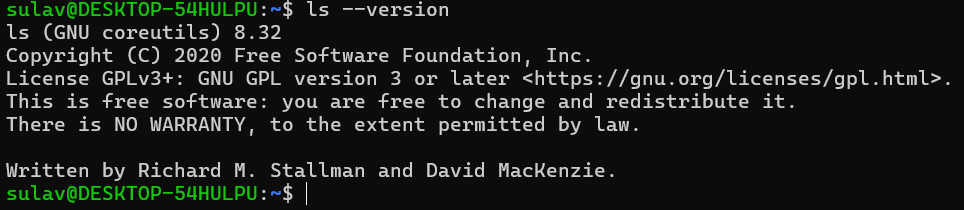 sulav@DESKTOP-54HULPU:~$ ls --version
ls (GNU coreutils) 8.32
Copyright (C) 2020 Free Software Foundation, Inc.
License GPLv3+: GNU GPL version 3 or later <https://gnu.org/licenses/gpl.html>.
This is free software: you are free to change and redistribute it.
There is NO WARRANTY, to the extent permitted by law.

Written by Richard M. Stallman and David MacKenzie.
sulav@DESKTOP-54HULPU:~$